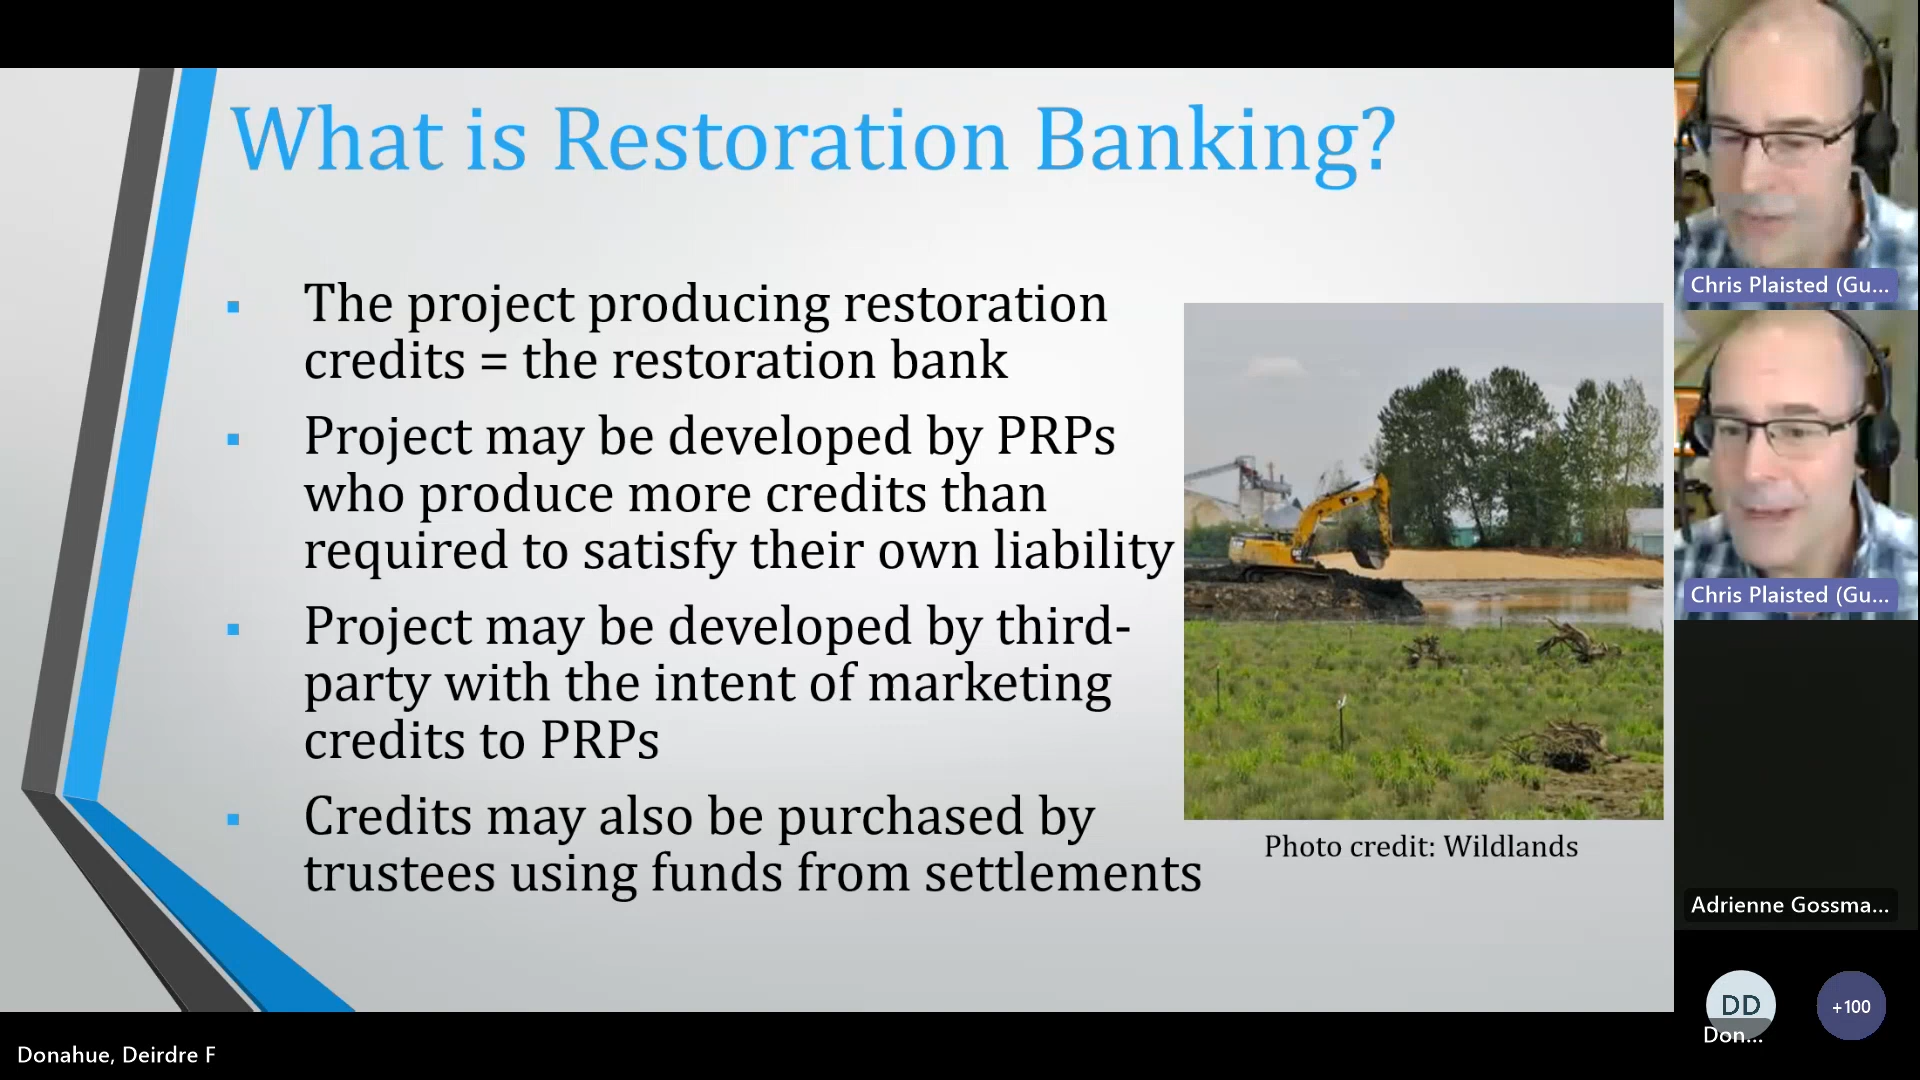 What is Restoration Banking?
▪ The project producing restoration
credits = the restoration bank
▪ Project may be developed by PRPs
who produce more credits than
required to satisfy their own liability
▪ Project may be developed by third-
party with the intent of marketing
credits to PRPs
▪ Credits may also be purchased by
trustees using funds from settlements
Photo credit: Wildlands
Chris Plaisted (Gu...
Chris Plaisted (Gu...
Adrienne Gossma...
DD
Don...
+100
Donahue, Deirdre F